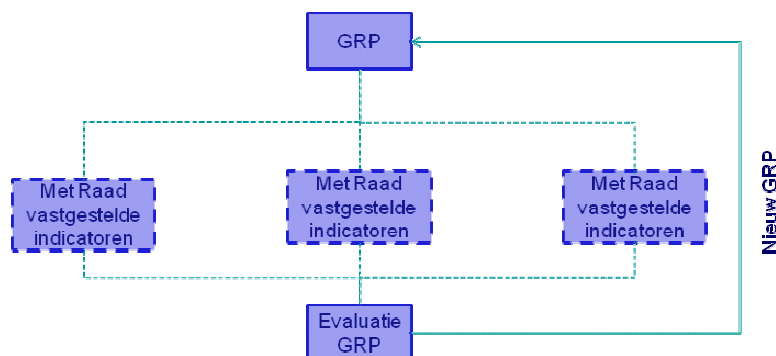 GRP
Met Raad
vastgestelde
indicatoren
Met Raad
vastgestelde
indicatoren
Met Raad
vastgestelde
indicatoren
Nieuw GRP
Evaluatie
GRP